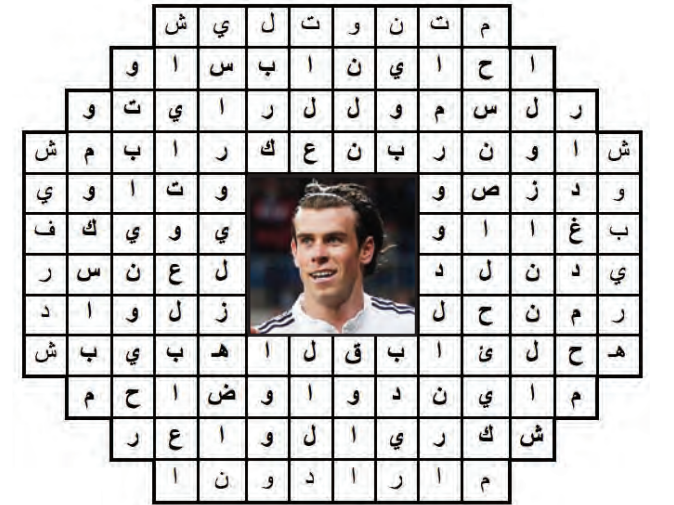 م ت ن و ت ل ي ش
ا ح ا ي ن ا ب س ا و
ر ل س م و ل ل ر ا ي ت و
ش ا و ن ر ب ن ع ك ر ا ب م ش
و د ز ص و و ت ا و ي
ب غ ا ا و ي و ي ك ف
ي د ن ل د ل ع ن س ر
ر م ن ح ل ز ل و ا د
هـ ح ل ئ ا ب ق ل ا هـ ب ي ب ش
م ا ي ن د و ا و ض ا ح م
ش ك ر ي ا ل و ا ع ر
م ا ر ا د و ن ا